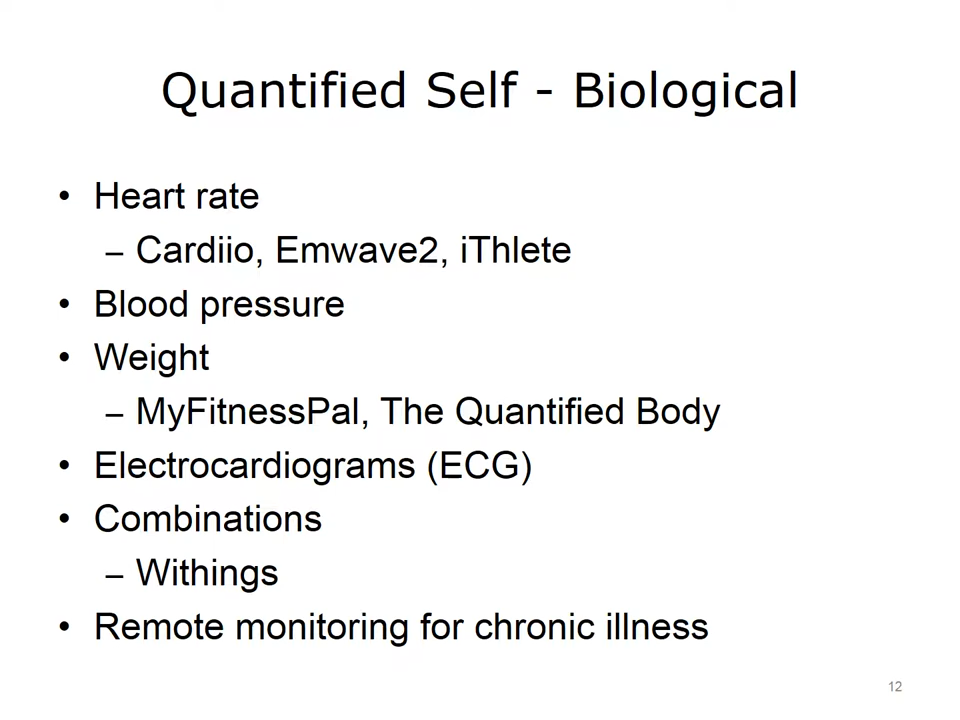 Quantified Self - Biological
• Heart rate
– Cardiio, Emwave2, iThlete
• Blood pressure
• Weight
– MyFitnessPal, The Quantified Body
• Electrocardiograms (ECG)
• Combinations
– Withings
• Remote monitoring for chronic illness
12